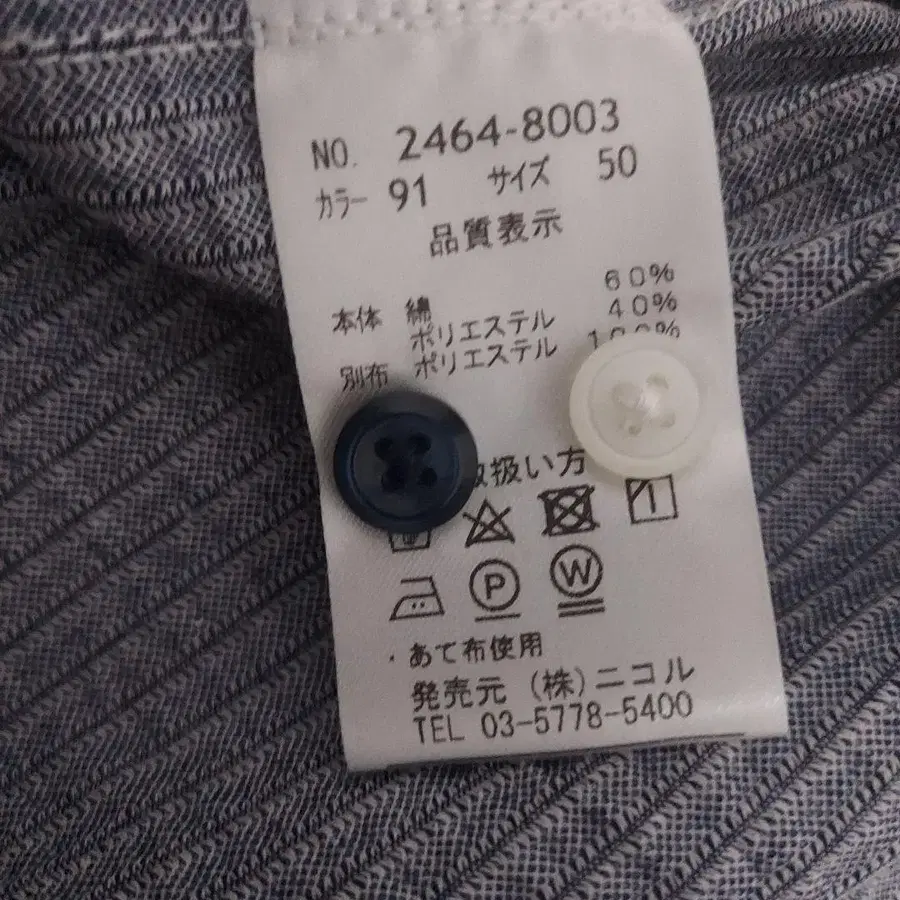 NO. 2464-8003
カラー 91 サイズ 50
品質表示
本体 綿 60%
ポリエステル 40%
別布 ポリエステル 100%
取扱い方
P W
・あて布使用
発売元 (株)ニコル
TEL 03-5778-5400